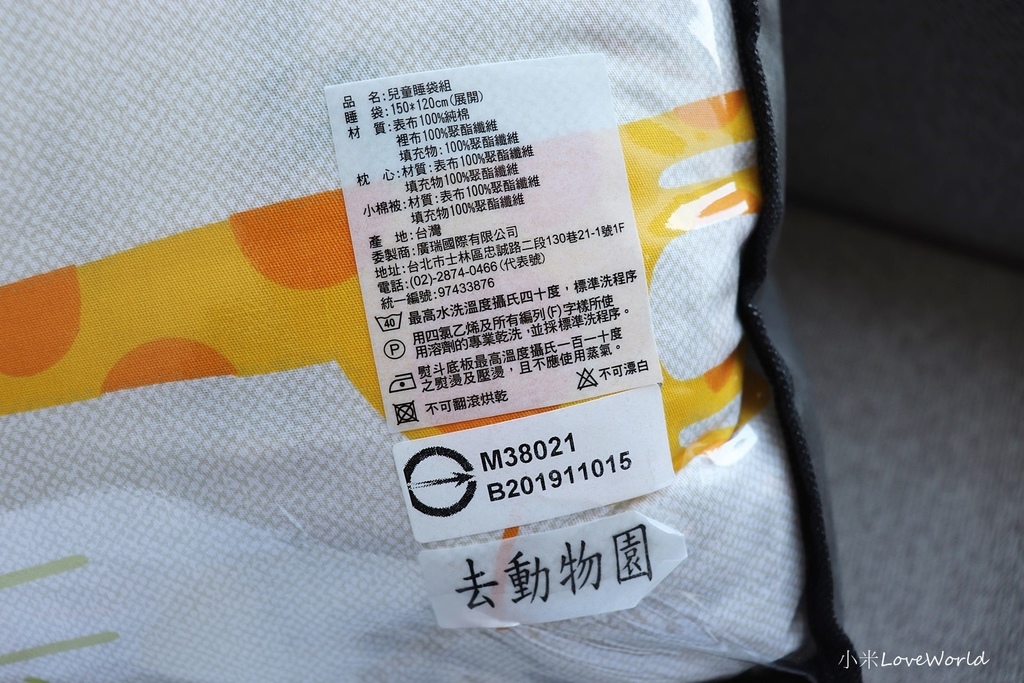 品 名:兒童睡袋組
睡 袋:150*120cm(展開)
材 質:表布100%純棉
裡布100%聚酯纖維
填充物:100%聚酯纖維
枕 心:材質:表布100%聚酯纖維
填充物100%聚酯纖維
小棉被:材質:表布100%聚酯纖維
填充物100%聚酯纖維
產 地:台灣
委製商:廣瑞國際有限公司
地址:台北市士林區忠誠路二段130巷21-1號1F
電話:(02)-2874-0466(代表號)
統一編號:97433876
40 最高水洗溫度攝氏四十度，標準洗程序
P 用四氯乙烯及所有編列(F)字樣所使
用溶劑的專業乾洗,並採標準洗程序。
熨斗底板最高溫度攝氏一百一十度
之熨燙及壓燙，且不應使用蒸氣。
不可翻滾烘乾
不可漂白
M38021
B201911015
去動物園
小米LoveWorld